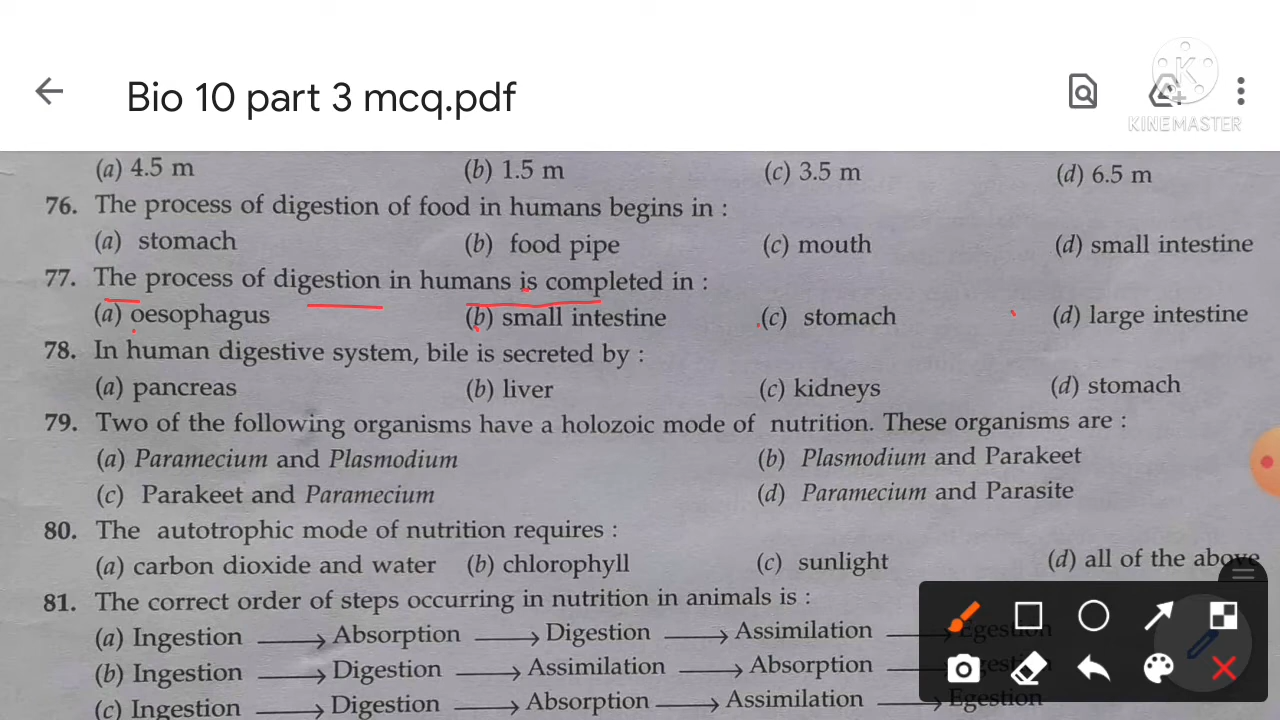 Bio 10 part 3 mcq.pdf
KINEMASTER
(a) 4.5 m (b) 1.5 m (c) 3.5 m (d) 6.5 m
76. The process of digestion of food in humans begins in :
(a) stomach (b) food pipe (c) mouth (d) small intestine
77. The process of digestion in humans is completed in :
(a) oesophagus (b) small intestine (c) stomach (d) large intestine
78. In human digestive system, bile is secreted by :
(a) pancreas (b) liver (c) kidneys (d) stomach
79. Two of the following organisms have a holozoic mode of nutrition. These organisms are :
(a) Paramecium and Plasmodium (b) Plasmodium and Parakeet
(c) Parakeet and Paramecium (d) Paramecium and Parasite
80. The autotrophic mode of nutrition requires :
(a) carbon dioxide and water (b) chlorophyll (c) sunlight (d) all of the above
81. The correct order of steps occurring in nutrition in animals is :
(a) Ingestion → Absorption → Digestion → Assimilation → Egestion
(b) Ingestion → Digestion → Assimilation → Absorption → Egestion
(c) Ingestion → Digestion → Absorption → Assimilation → Egestion